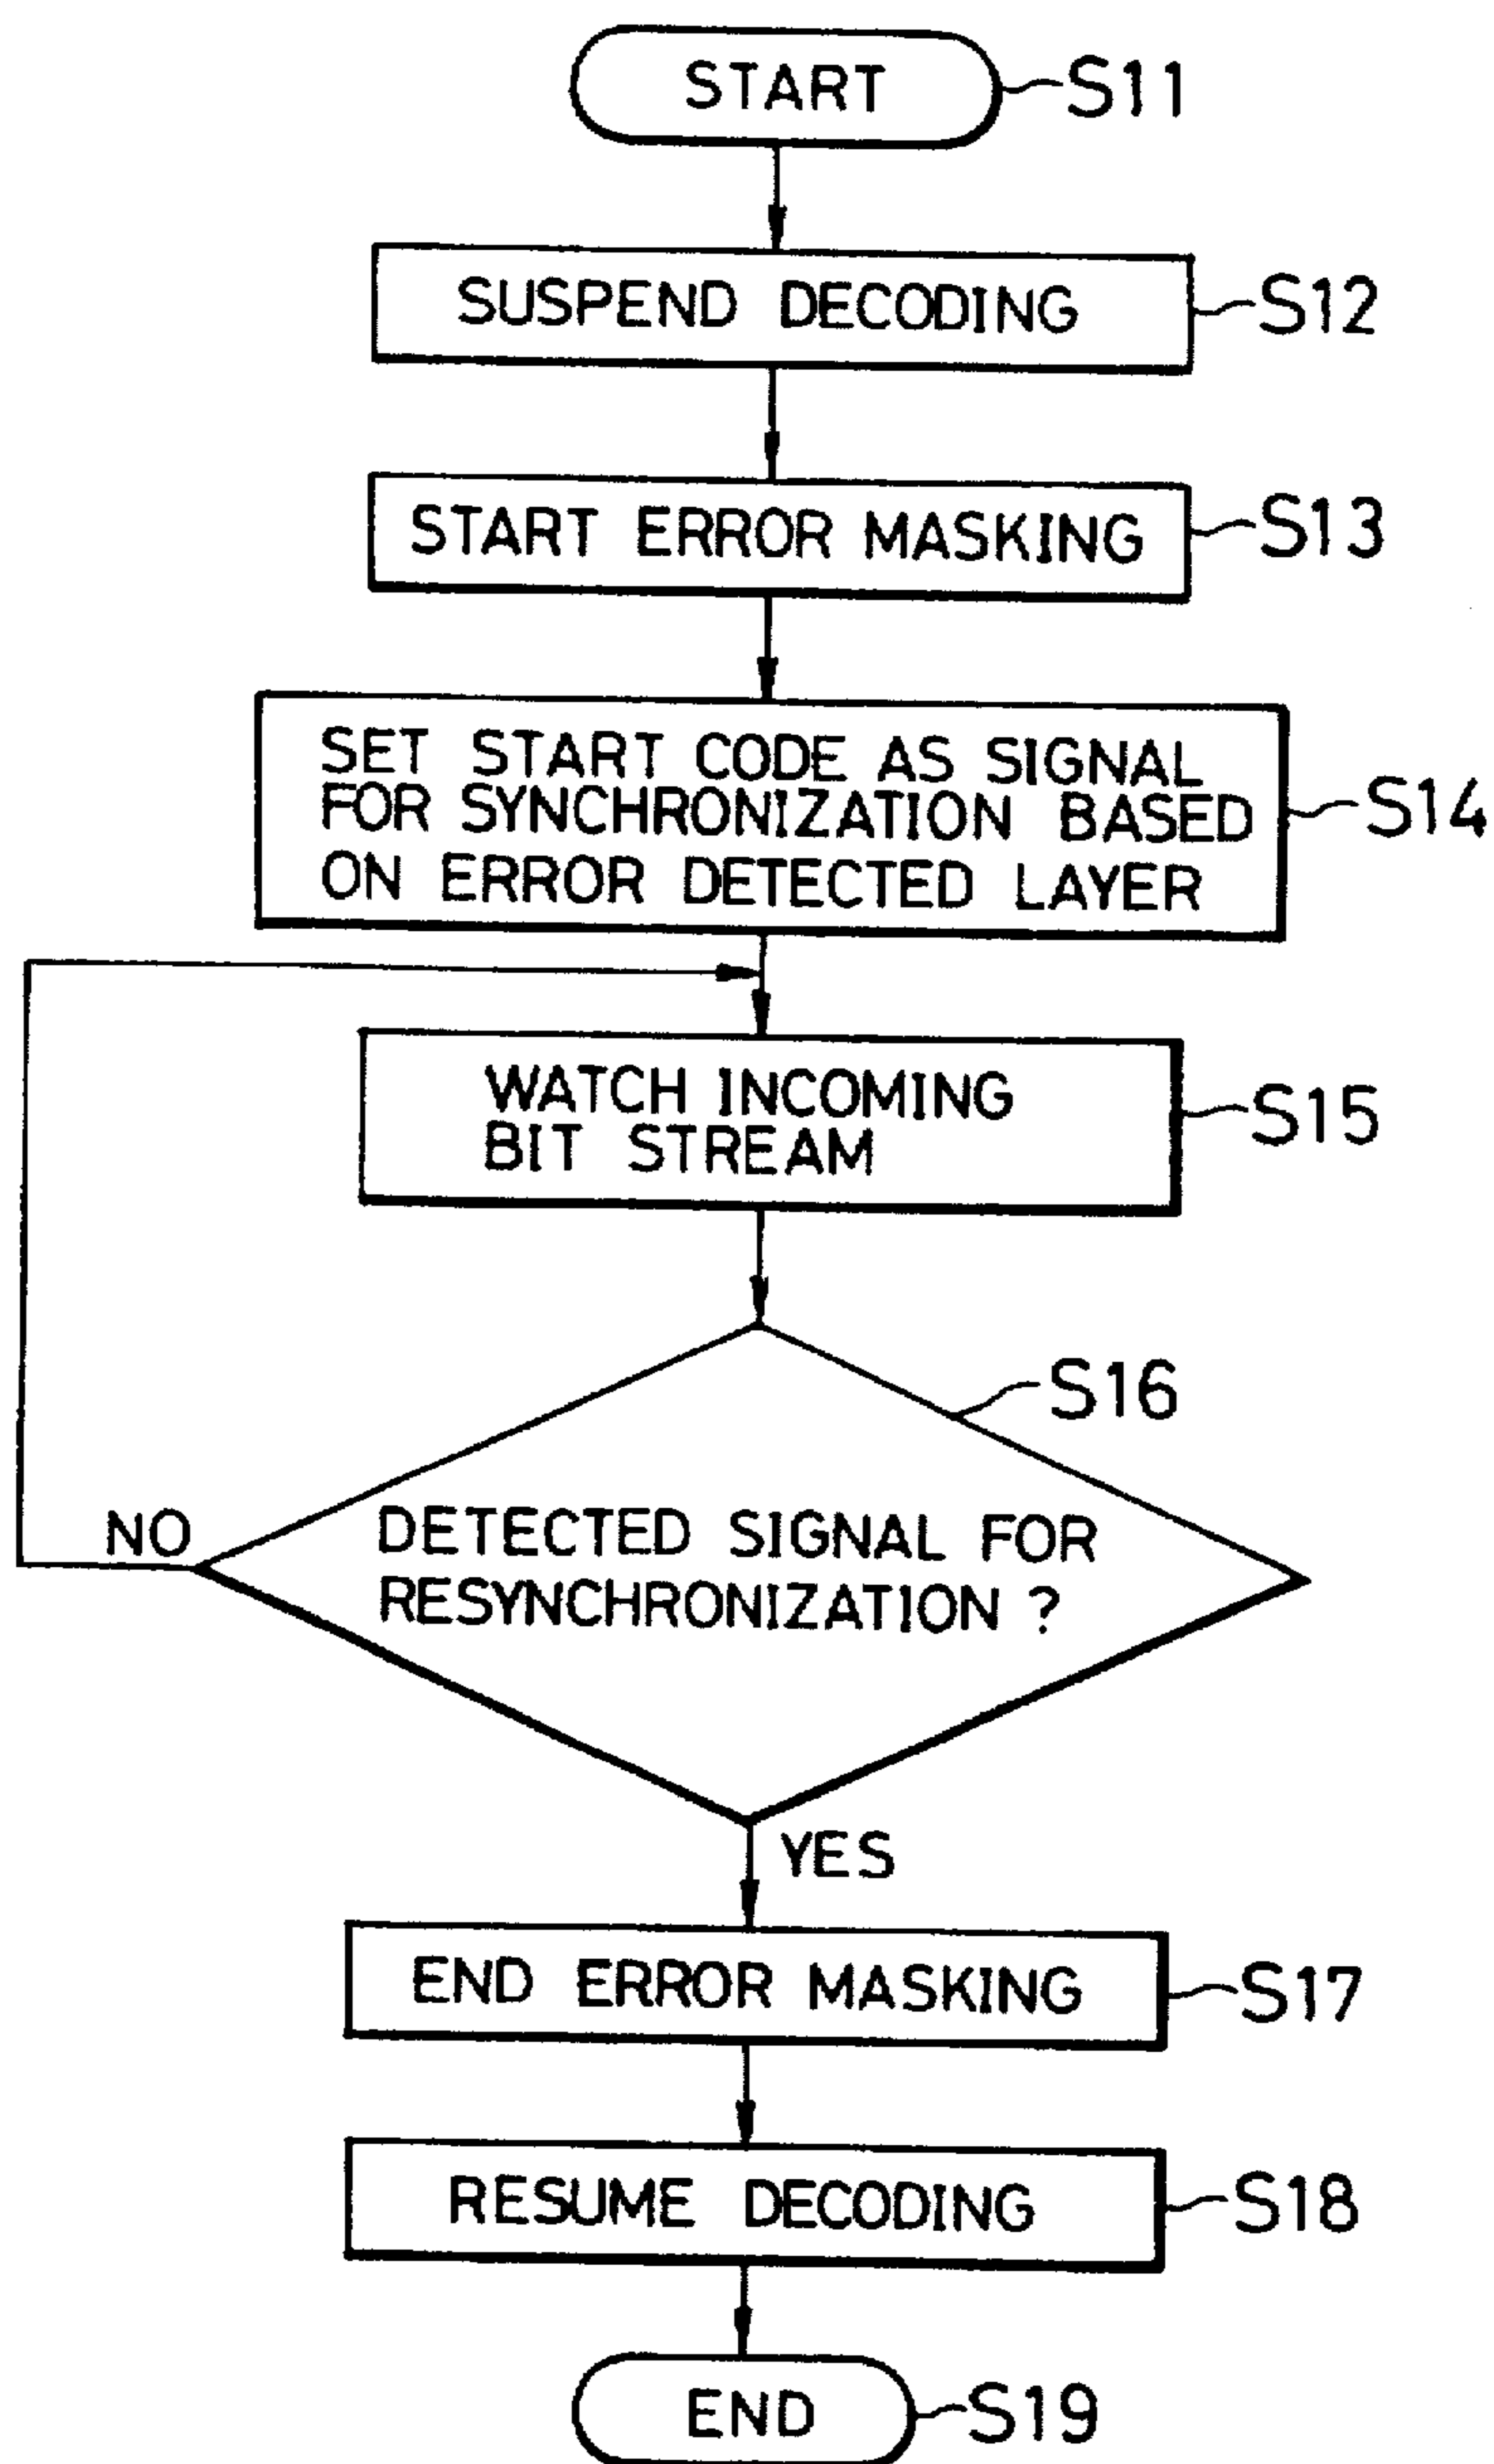 START
S11
SUSPEND DECODING
S12
START ERROR MASKING
S13
SET START CODE AS SIGNAL
FOR SYNCHRONIZATION BASED
ON ERROR DETECTED LAYER
S14
WATCH INCOMING
BIT STREAM
S15
S16
NO
DETECTED SIGNAL FOR
RESYNCHRONIZATION ?
YES
END ERROR MASKING
S17
RESUME DECODING
S18
END
S19